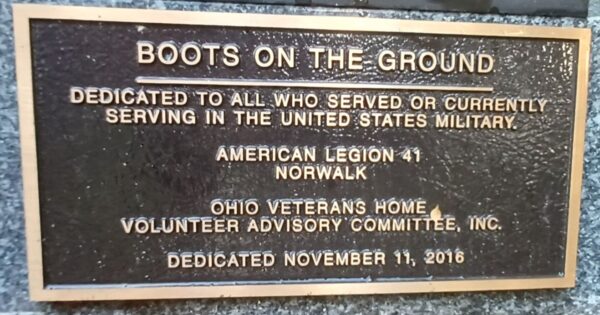 BOOTS ON THE GROUND
DEDICATED TO ALL WHO SERVED OR CURRENTLY
SERVING IN THE UNITED STATES MILITARY.
AMERICAN LEGION 41
NORWALK
OHIO VETERANS HOME
VOLUNTEER ADVISORY COMMITTEE, INC.
DEDICATED NOVEMBER 11, 2016